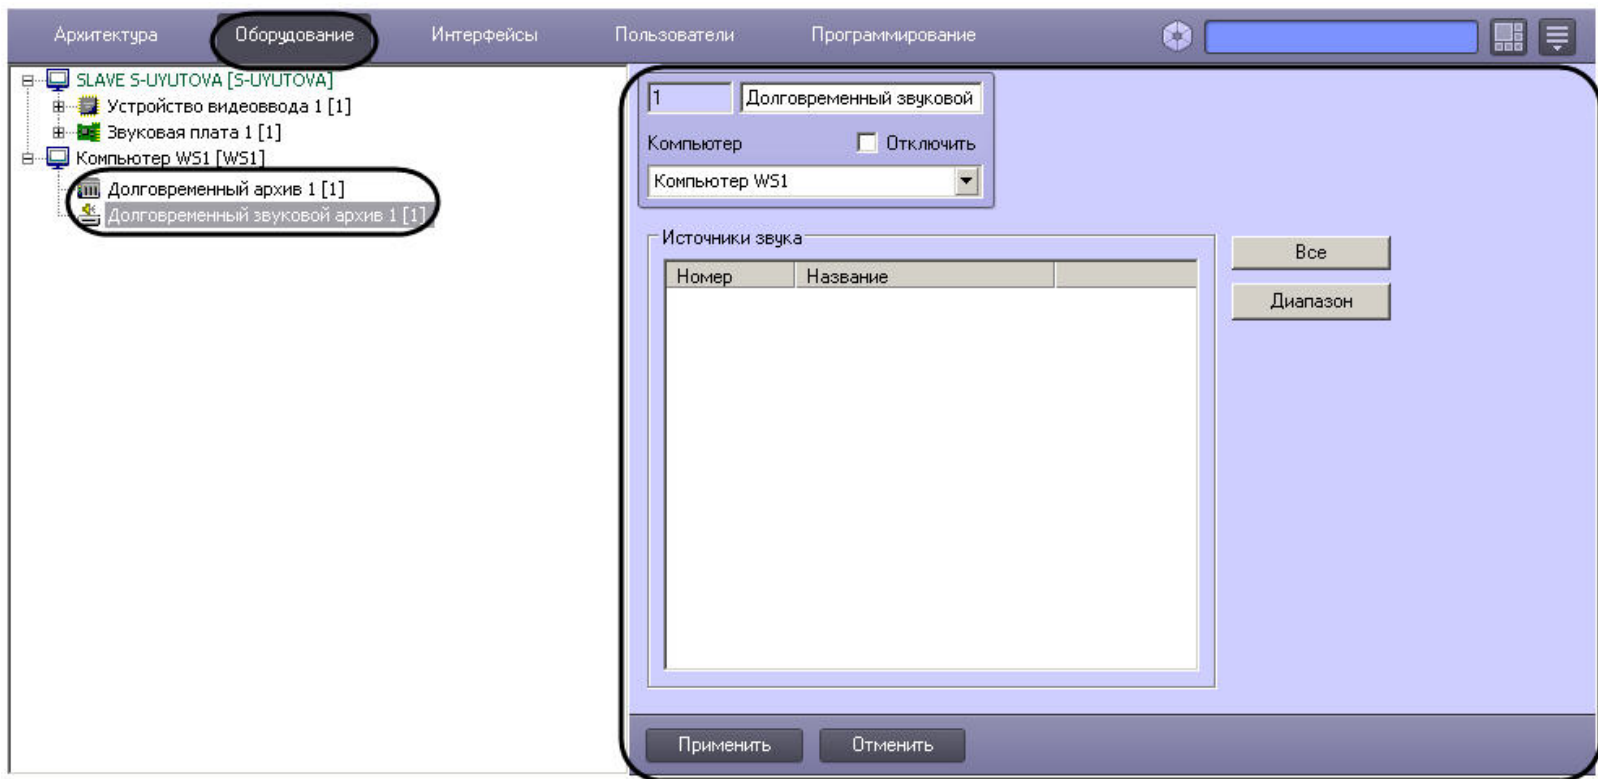 Архитектура Оборудование Интерфейсы Пользователи Программирование
SLAVE S-UYUTOVA [S-UYUTOVA]
Устройство видеоввода 1 [1]
Звуковая плата 1 [1]
Компьютер WS1 [WS1]
Долговременный архив 1 [1]
Долговременный звуковой архив 1 [1]
1 Долговременный звуковой
Компьютер Отключить
Компьютер WS1
Источники звука
Номер Название
Все
Диапазон
Применить Отменить